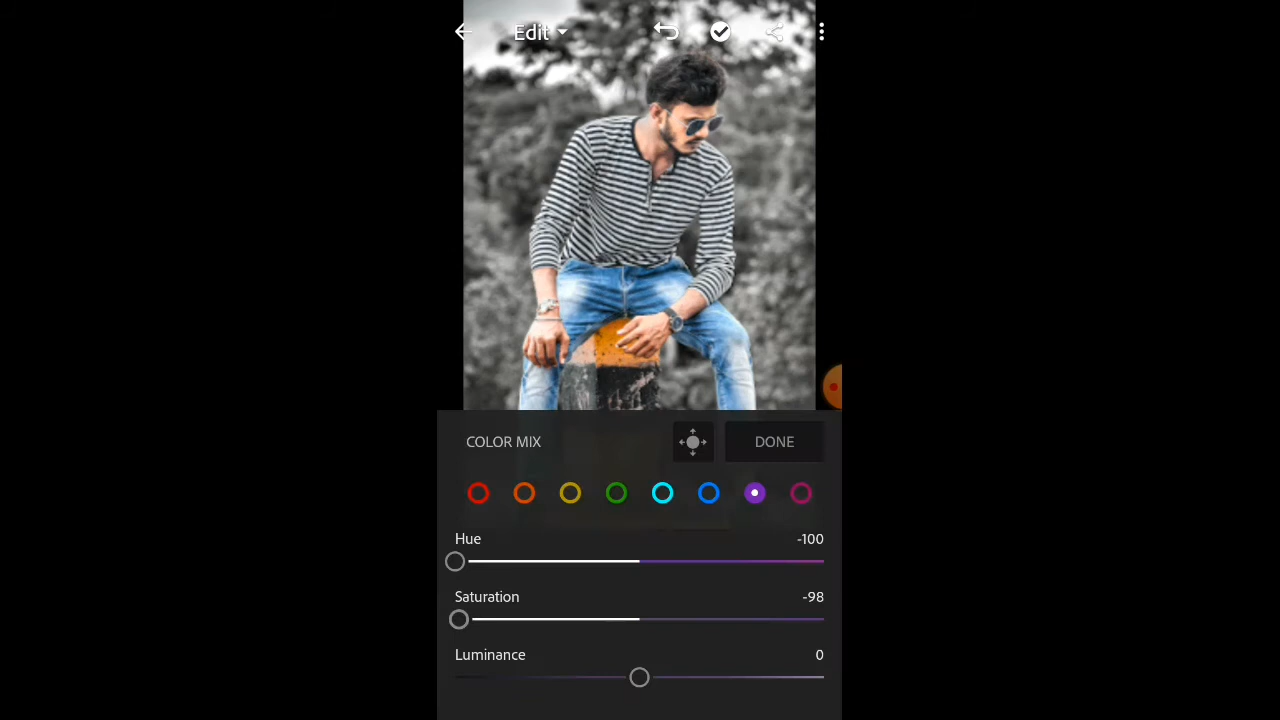 Edit
COLOR MIX
DONE
Hue -100
Saturation -98
Luminance 0